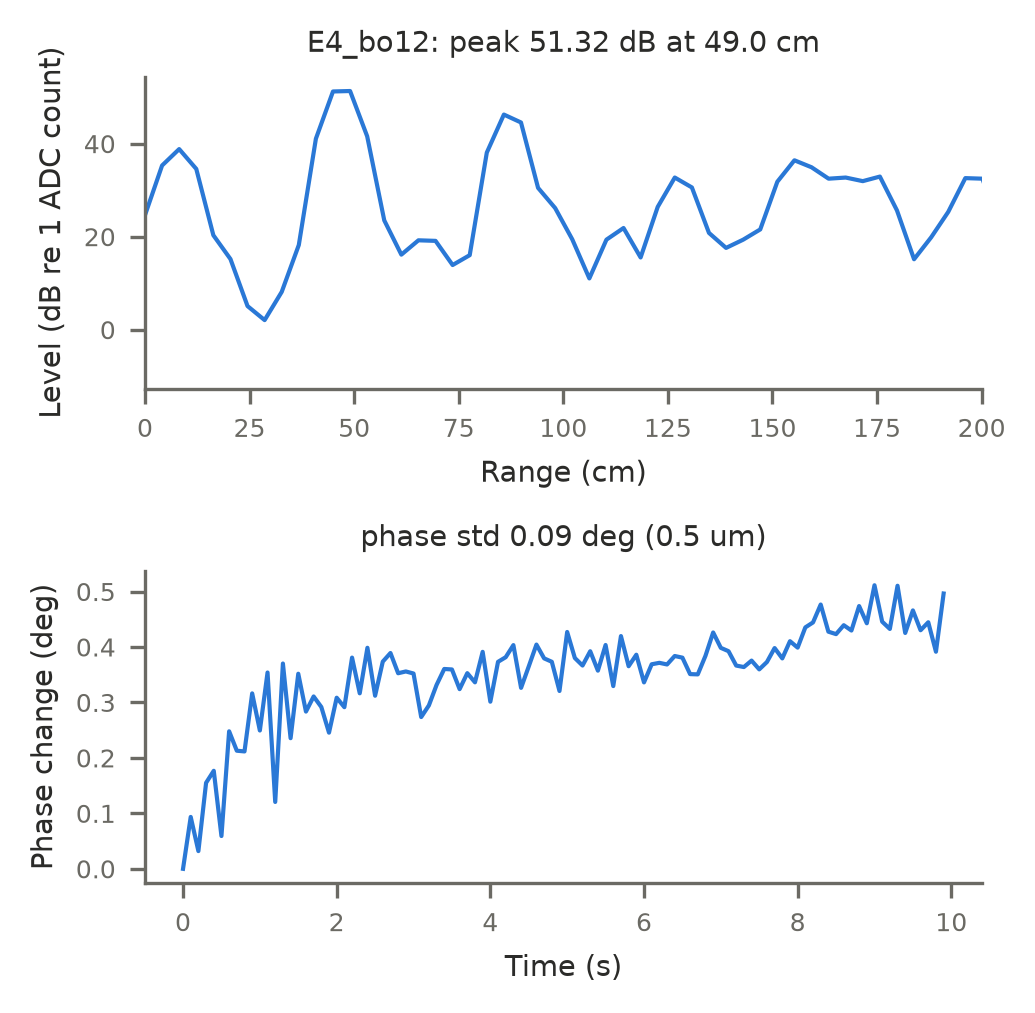 E4_bo12: peak 51.32 dB at 49.0 cm
Level (dB re 1 ADC count)
40
20
0
0 25 50 75 100 125 150 175 200
Range (cm)
phase std 0.09 deg (0.5 um)
Phase change (deg)
0.5
0.4
0.3
0.2
0.1
0.0
0 2 4 6 8 10
Time (s)